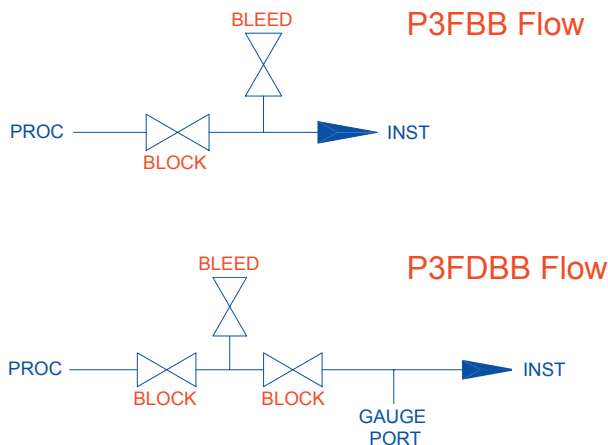 P3FBB Flow
BLEED
PROC
INST
BLOCK
P3FDBB Flow
BLEED
PROC
INST
BLOCK
BLOCK
GAUGE
PORT